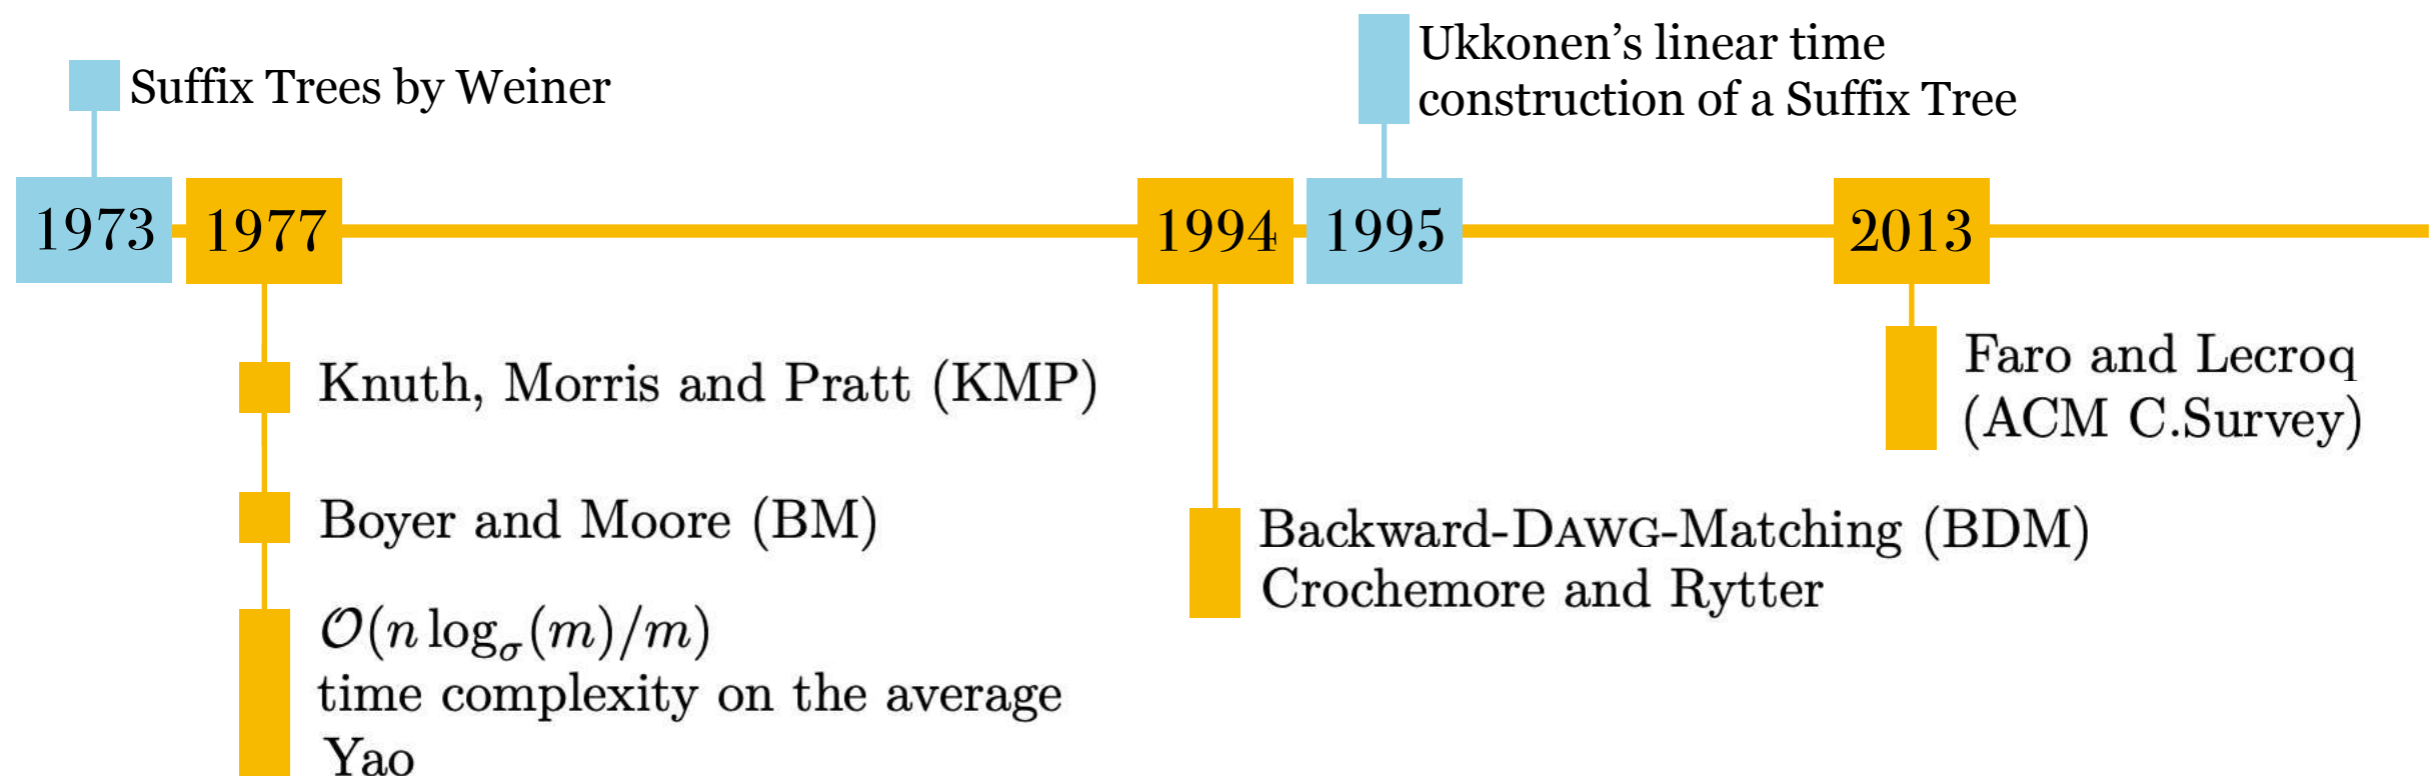 Suffix Trees by Weiner
Ukkonen’s linear time
construction of a Suffix Tree
1973
1977
1994
1995
2013
Knuth, Morris and Pratt (KMP)
Boyer and Moore (BM)
𝒪(n log_σ(m)/m)
time complexity on the average
Yao
Backward-DAWG-Matching (BDM)
Crochemore and Rytter
Faro and Lecroq
(ACM C.Survey)